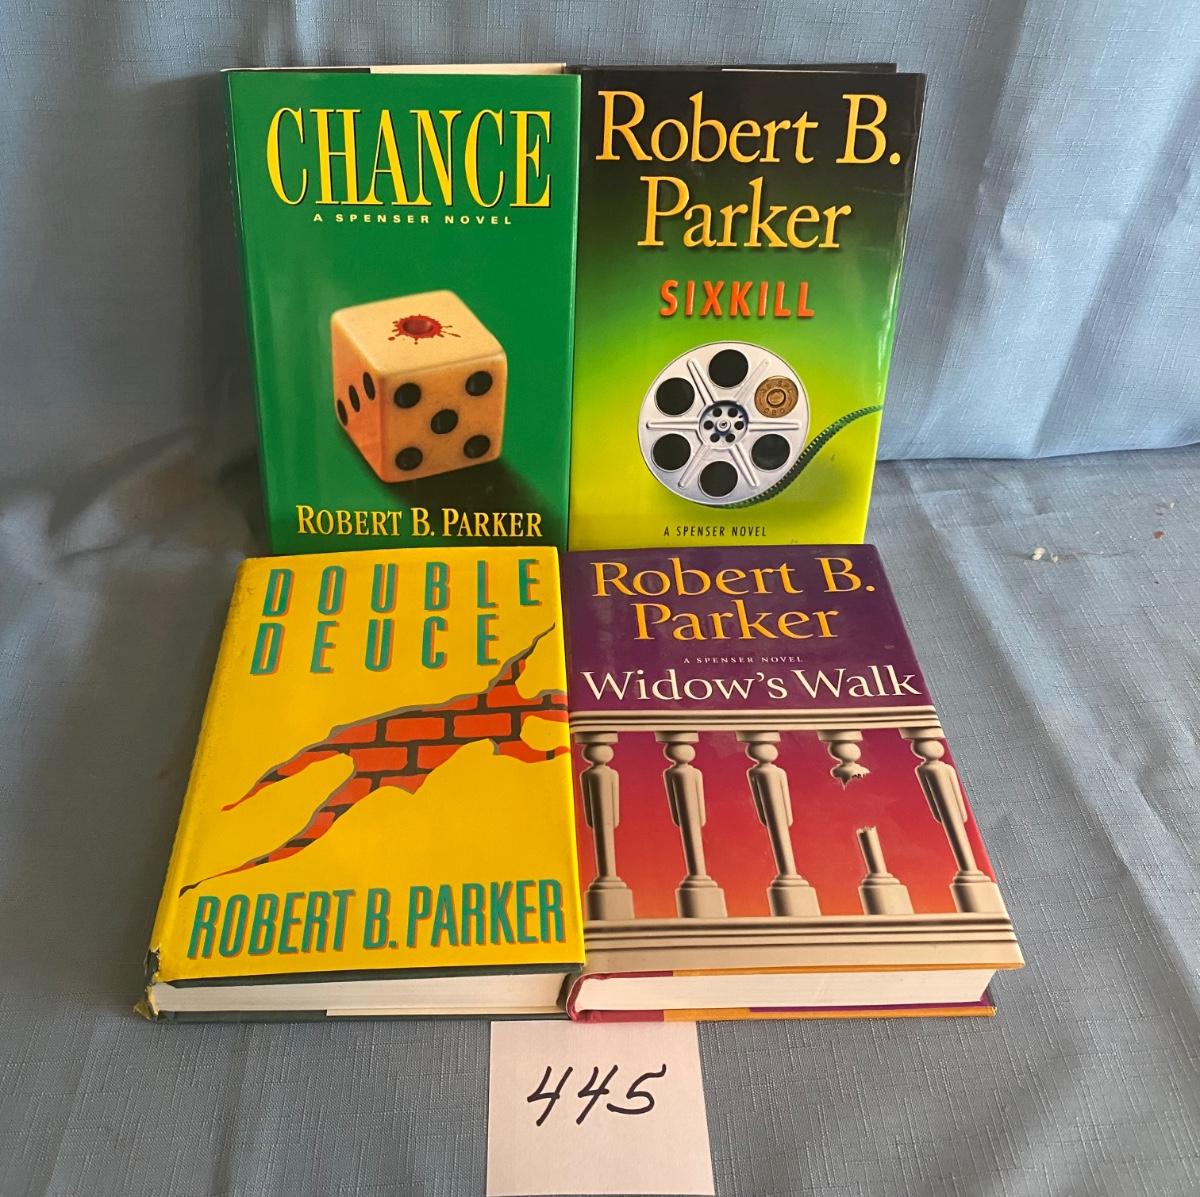 CHANCE
A SPENSER NOVEL
ROBERT B. PARKER
Robert B.
Parker
SIXKILL
A SPENSER NOVEL
DOUBLE
DEUCE
ROBERT B. PARKER
Robert B.
Parker
A SPENSER NOVEL
Widow's Walk
445